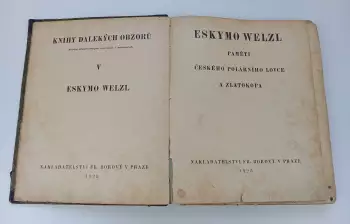 KNIHY DALEKÝCH OBZORŮ
V
ESKYMO WELZL
NAKLADATELSTVÍ FR. BOROVÝ V PRAZE
ESKYMO WELZL
PAMĚTI
ČESKÉHO POLÁRNÍHO LOVCE
A ZLATOKOPA
NAKLADATELSTVÍ FR. BOROVÝ V PRAZE